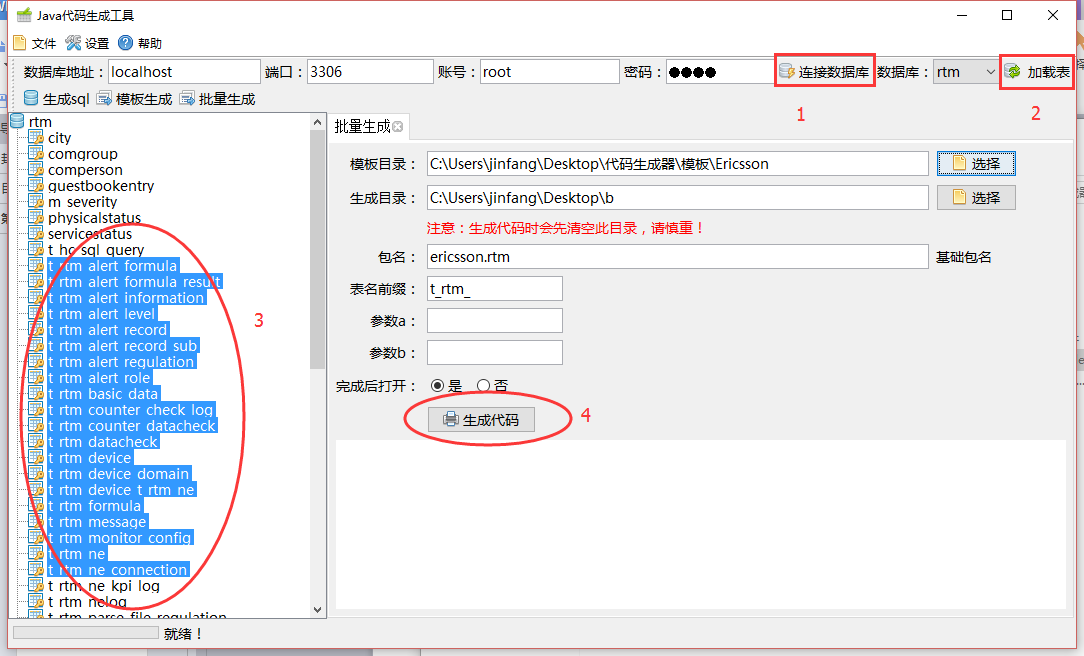 Java代码生成工具
文件 设置 帮助
数据库地址： localhost 端口： 3306 账号： root 密码： ●●●● 连接数据库 数据库： rtm 加载表
生成sql 模板生成 批量生成
1
2
rtm
city
comgroup
comperson
guestbookentry
m_severity
physicalstatus
servicestatus
t_hc_sql_query
t_rtm_alert_formula
t_rtm_alert_formula_result
t_rtm_alert_information
t_rtm_alert_level
t_rtm_alert_record
t_rtm_alert_record_sub
t_rtm_alert_regulation
t_rtm_alert_role
t_rtm_basic_data
t_rtm_counter_check_log
t_rtm_counter_datacheck
t_rtm_datacheck
t_rtm_device
t_rtm_device_domain
t_rtm_device_t_rtm_ne
t_rtm_formula
t_rtm_message
t_rtm_monitor_config
t_rtm_ne
t_rtm_ne_connection
t_rtm_ne_kpi_log
t_rtm_nelog
t_rtm_parse_file_regulation
3
批量生成
模板目录： C:\Users\jinfang\Desktop\代码生成器\模板\Ericsson 选择
生成目录： C:\Users\jinfang\Desktop\b 选择
注意：生成代码时会先清空此目录，请慎重！
包名： ericsson.rtm 基础包名
表名前缀： t_rtm_
参数a：
参数b：
完成后打开： 是 否
生成代码
4
就绪！